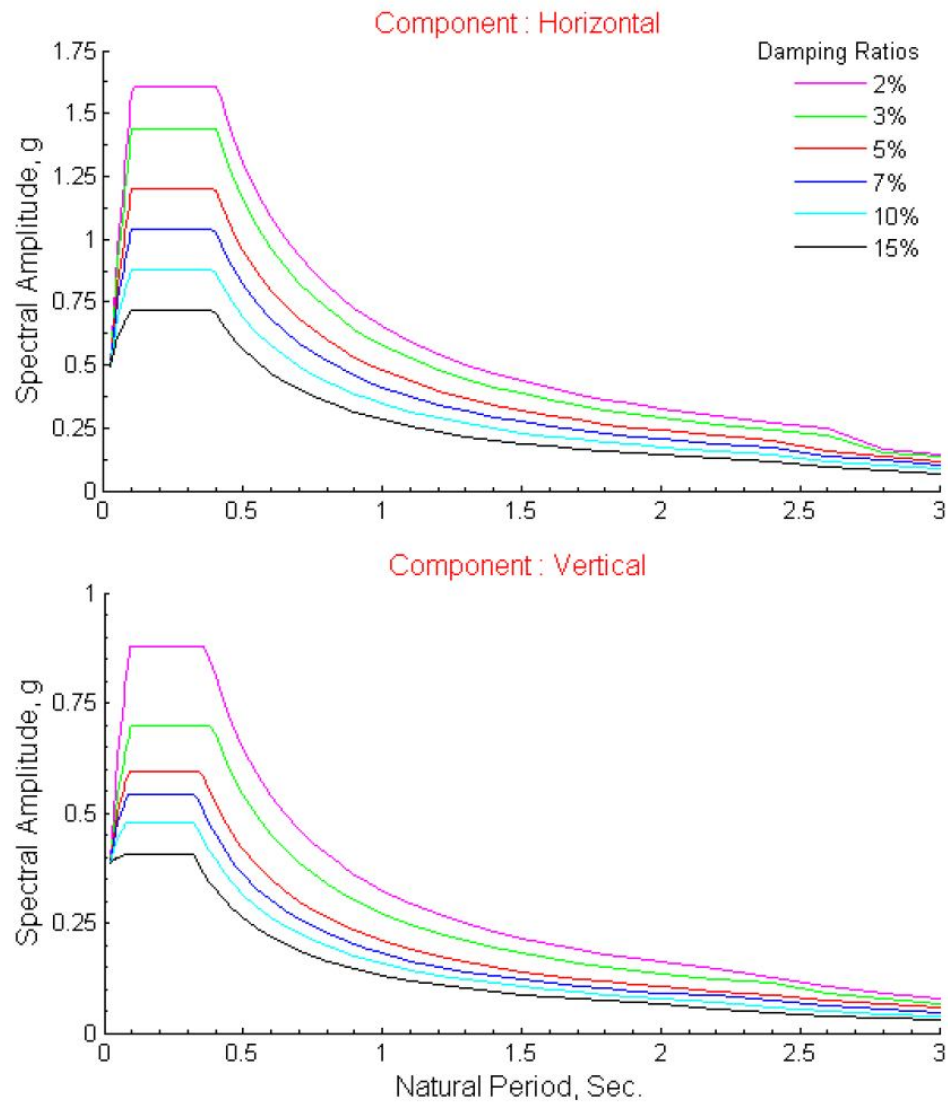 Component : Horizontal
Damping Ratios
2%
3%
5%
7%
10%
15%
Spectral Amplitude, g
1.75
1.5
1.25
1
0.75
0.5
0.25
0
0 0.5 1 1.5 2 2.5 3
Component : Vertical
Spectral Amplitude, g
1
0.75
0.5
0.25
0
0 0.5 1 1.5 2 2.5 3
Natural Period, Sec.